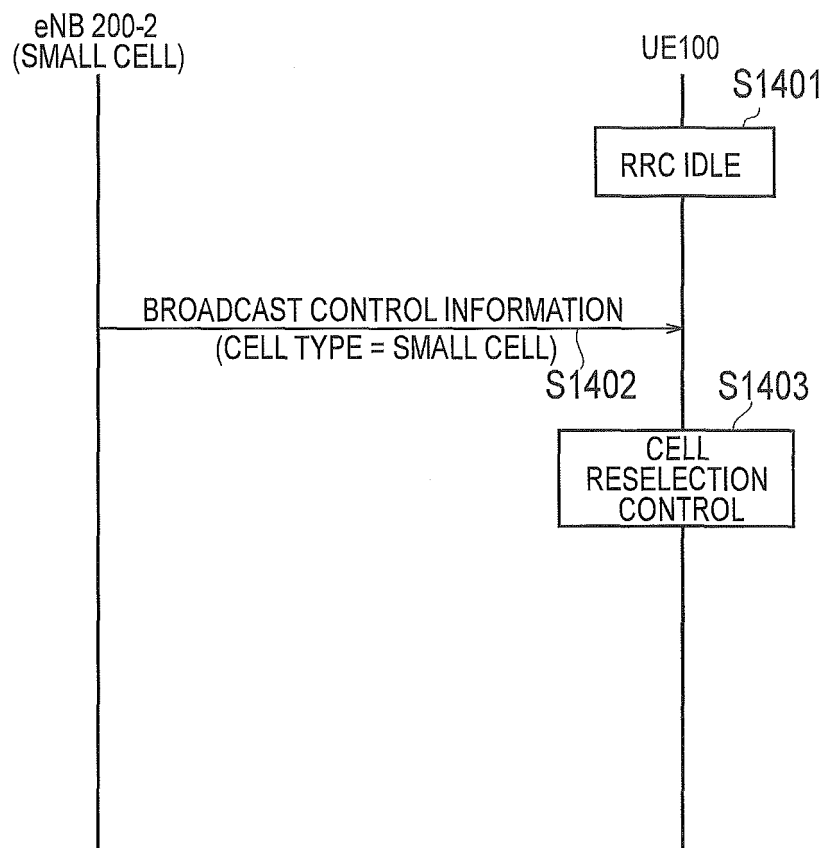 eNB 200-2
(SMALL CELL)
UE100
S1401
RRC IDLE
BROADCAST CONTROL INFORMATION
(CELL TYPE = SMALL CELL)
S1402
S1403
CELL
RESELECTION
CONTROL